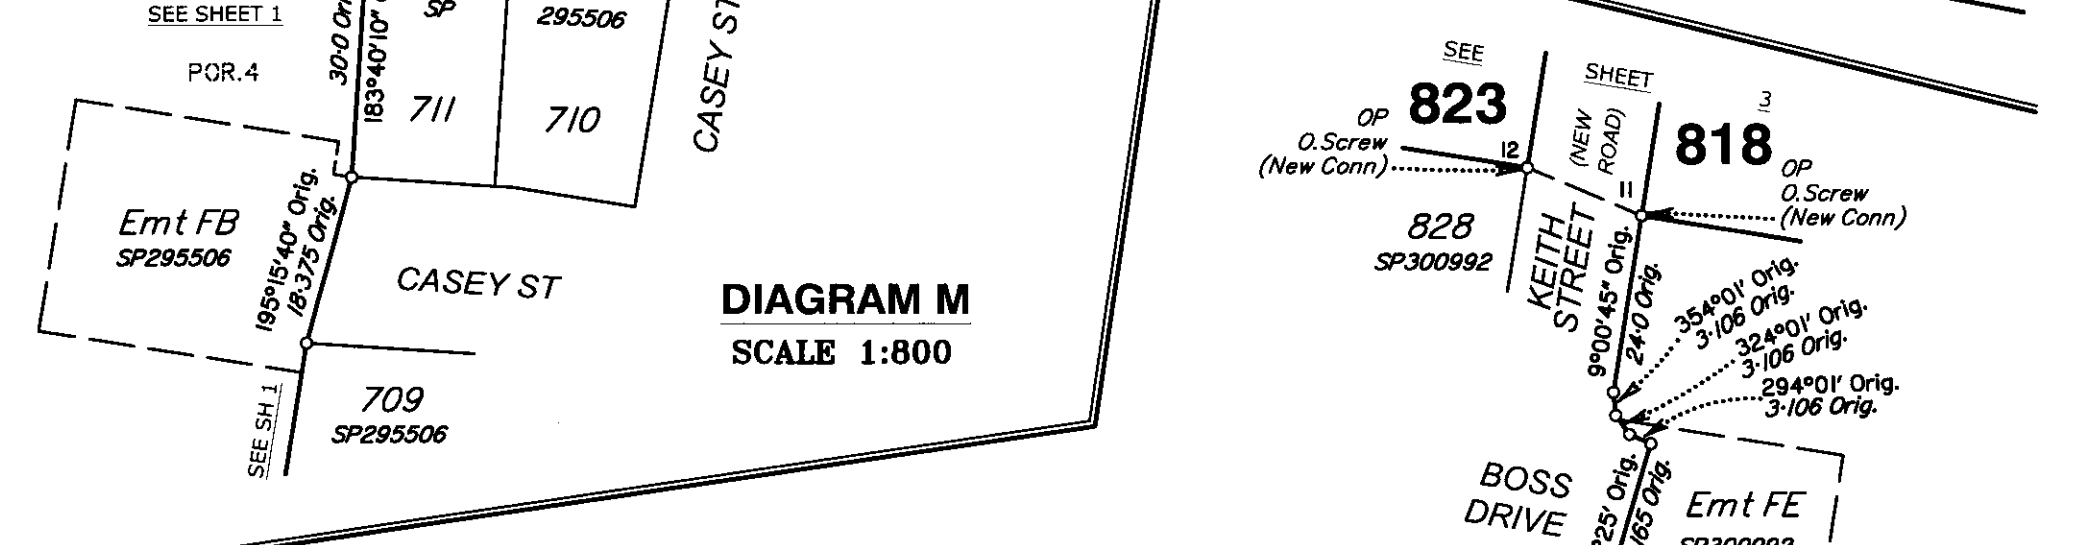 SEE SHEET 1
POR.4
30·0
183°40'10"
SP
711
295506
710
CASEY ST
Emt FB
SP295506
195°15'40" Orig.
18·375 Orig.
CASEY ST
SEE SH 1
709
SP295506
DIAGRAM M
SCALE 1:800
SEE
SHEET
3
OP
O.Screw
(New Conn)
823
12
(NEW
ROAD)
818
11
OP
O.Screw
(New Conn)
828
SP300992
KEITH
STREET
9°00'45" Orig.
24·0 Orig.
354°01' Orig.
3·106 Orig.
324°01' Orig.
3·106 Orig.
294°01' Orig.
3·106 Orig.
BOSS
DRIVE
25' Orig.
165 Orig.
Emt FE